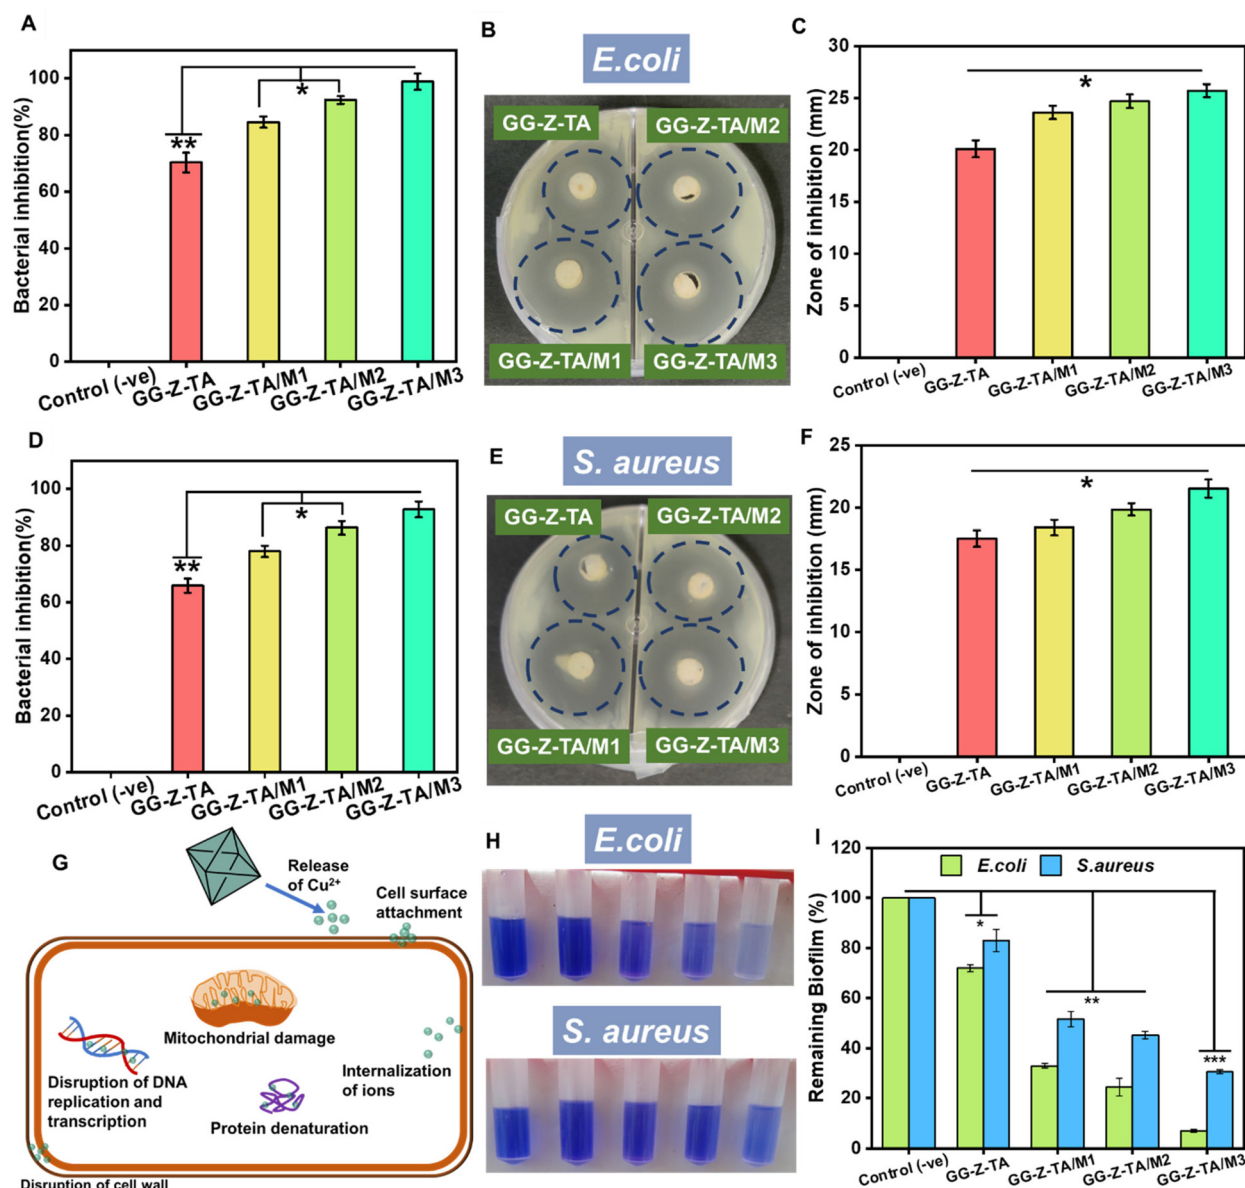 A
Bacterial inhibition(%)
100
80
60
40
20
0
Control (-ve)
GG-Z-TA
GG-Z-TA/M1
GG-Z-TA/M2
GG-Z-TA/M3
**
*
B
E.coli
GG-Z-TA
GG-Z-TA/M2
GG-Z-TA/M1
GG-Z-TA/M3
C
Zone of inhibition (mm)
30
25
20
15
10
5
0
*
Control (-ve)
GG-Z-TA
GG-Z-TA/M1
GG-Z-TA/M2
GG-Z-TA/M3
D
Bacterial inhibition(%)
100
80
60
40
20
0
**
*
Control (-ve)
GG-Z-TA
GG-Z-TA/M1
GG-Z-TA/M2
GG-Z-TA/M3
E
S. aureus
GG-Z-TA
GG-Z-TA/M2
GG-Z-TA/M1
GG-Z-TA/M3
F
Zone of inhibition (mm)
25
20
15
10
5
0
*
Control (-ve)
GG-Z-TA
GG-Z-TA/M1
GG-Z-TA/M2
GG-Z-TA/M3
G
Release
of Cu²⁺
Cell surface
attachment
Mitochondrial damage
Disruption of DNA
replication and
transcription
Internalization
of ions
Protein denaturation
Disruption of cell wall
H
E.coli
S. aureus
I
Remaining Biofilm (%)
120
100
80
60
40
20
0
E.coli
S.aureus
*
**
***
Control (-ve)
GG-Z-TA
GG-Z-TA/M1
GG-Z-TA/M2
GG-Z-TA/M3